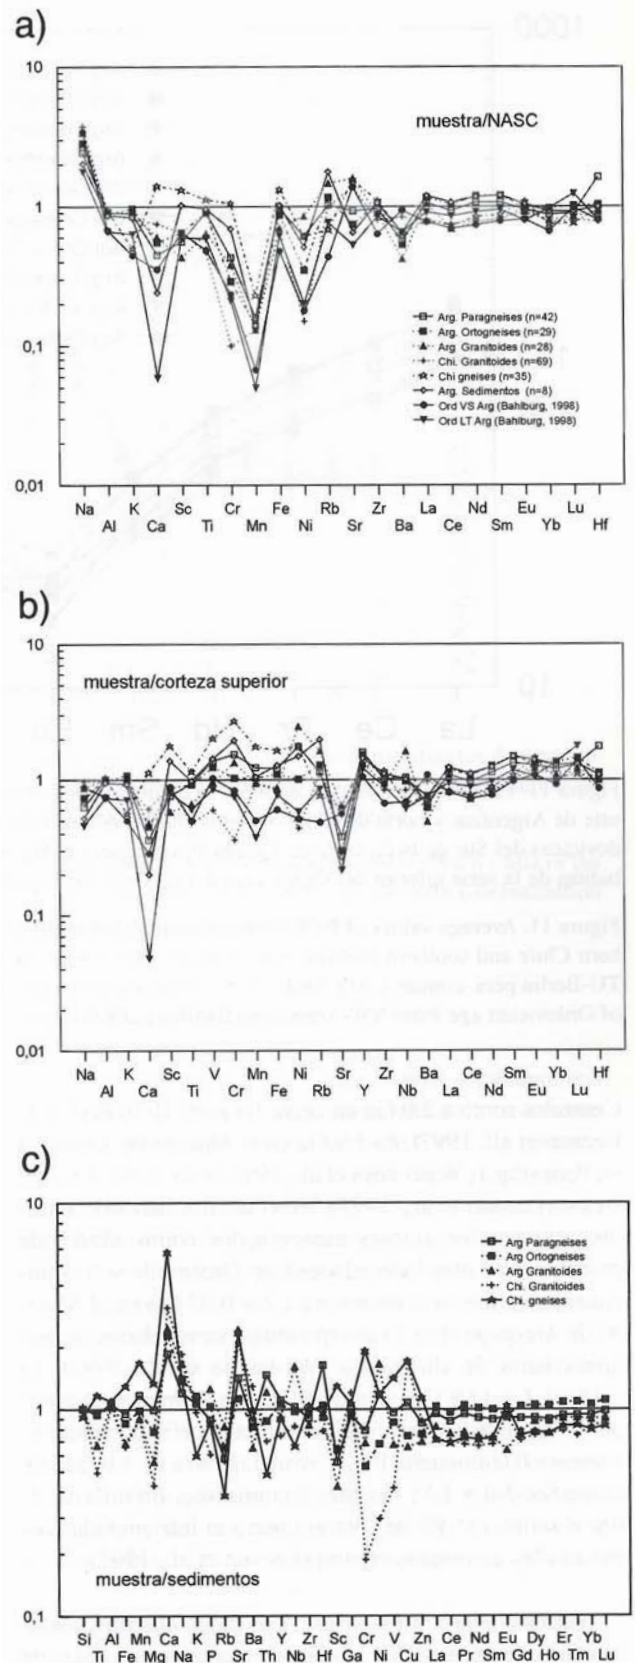 a)
10
muestra/NASC
1
Arg. Paragneises (n=42)
Arg. Ortogneises (n=29)
Arg. Granitoides (n=28)
Chi. Granitoides (n=69)
Chi gneises (n=35)
Arg. Sedimentos (n=8)
Ord VS Arg (Bahlburg, 1998)
Ord LT Arg (Bahlburg, 1998)
0,1
0,01
Na K Sc Cr Fe Rb Zr La Nd Eu Lu
Al Ca Ti Mn Ni Sr Ba Ce Sm Yb Hf
b)
10
muestra/corteza superior
1
0,1
0,01
Na K Sc V Mn Ni Sr Zr Ba Ce Sm Yb Hf
Al Ca Ti Cr Fe Rb Y Nb La Nd Eu Lu
c)
10
Arg Paragneises
Arg Ortogneises
Arg Granitoides
Chi. Granitoides
Chi. gneises
1
muestra/sedimentos
0,1
Si Al Mn Ca K Rb Ba Y Zr Sc Cr V Zn Ce Nd Eu Dy Er Yb
Ti Fe Mg Na P Sr Th Nb Hf Ga Ni Cu La Pr Sm Gd Ho Tm Lu